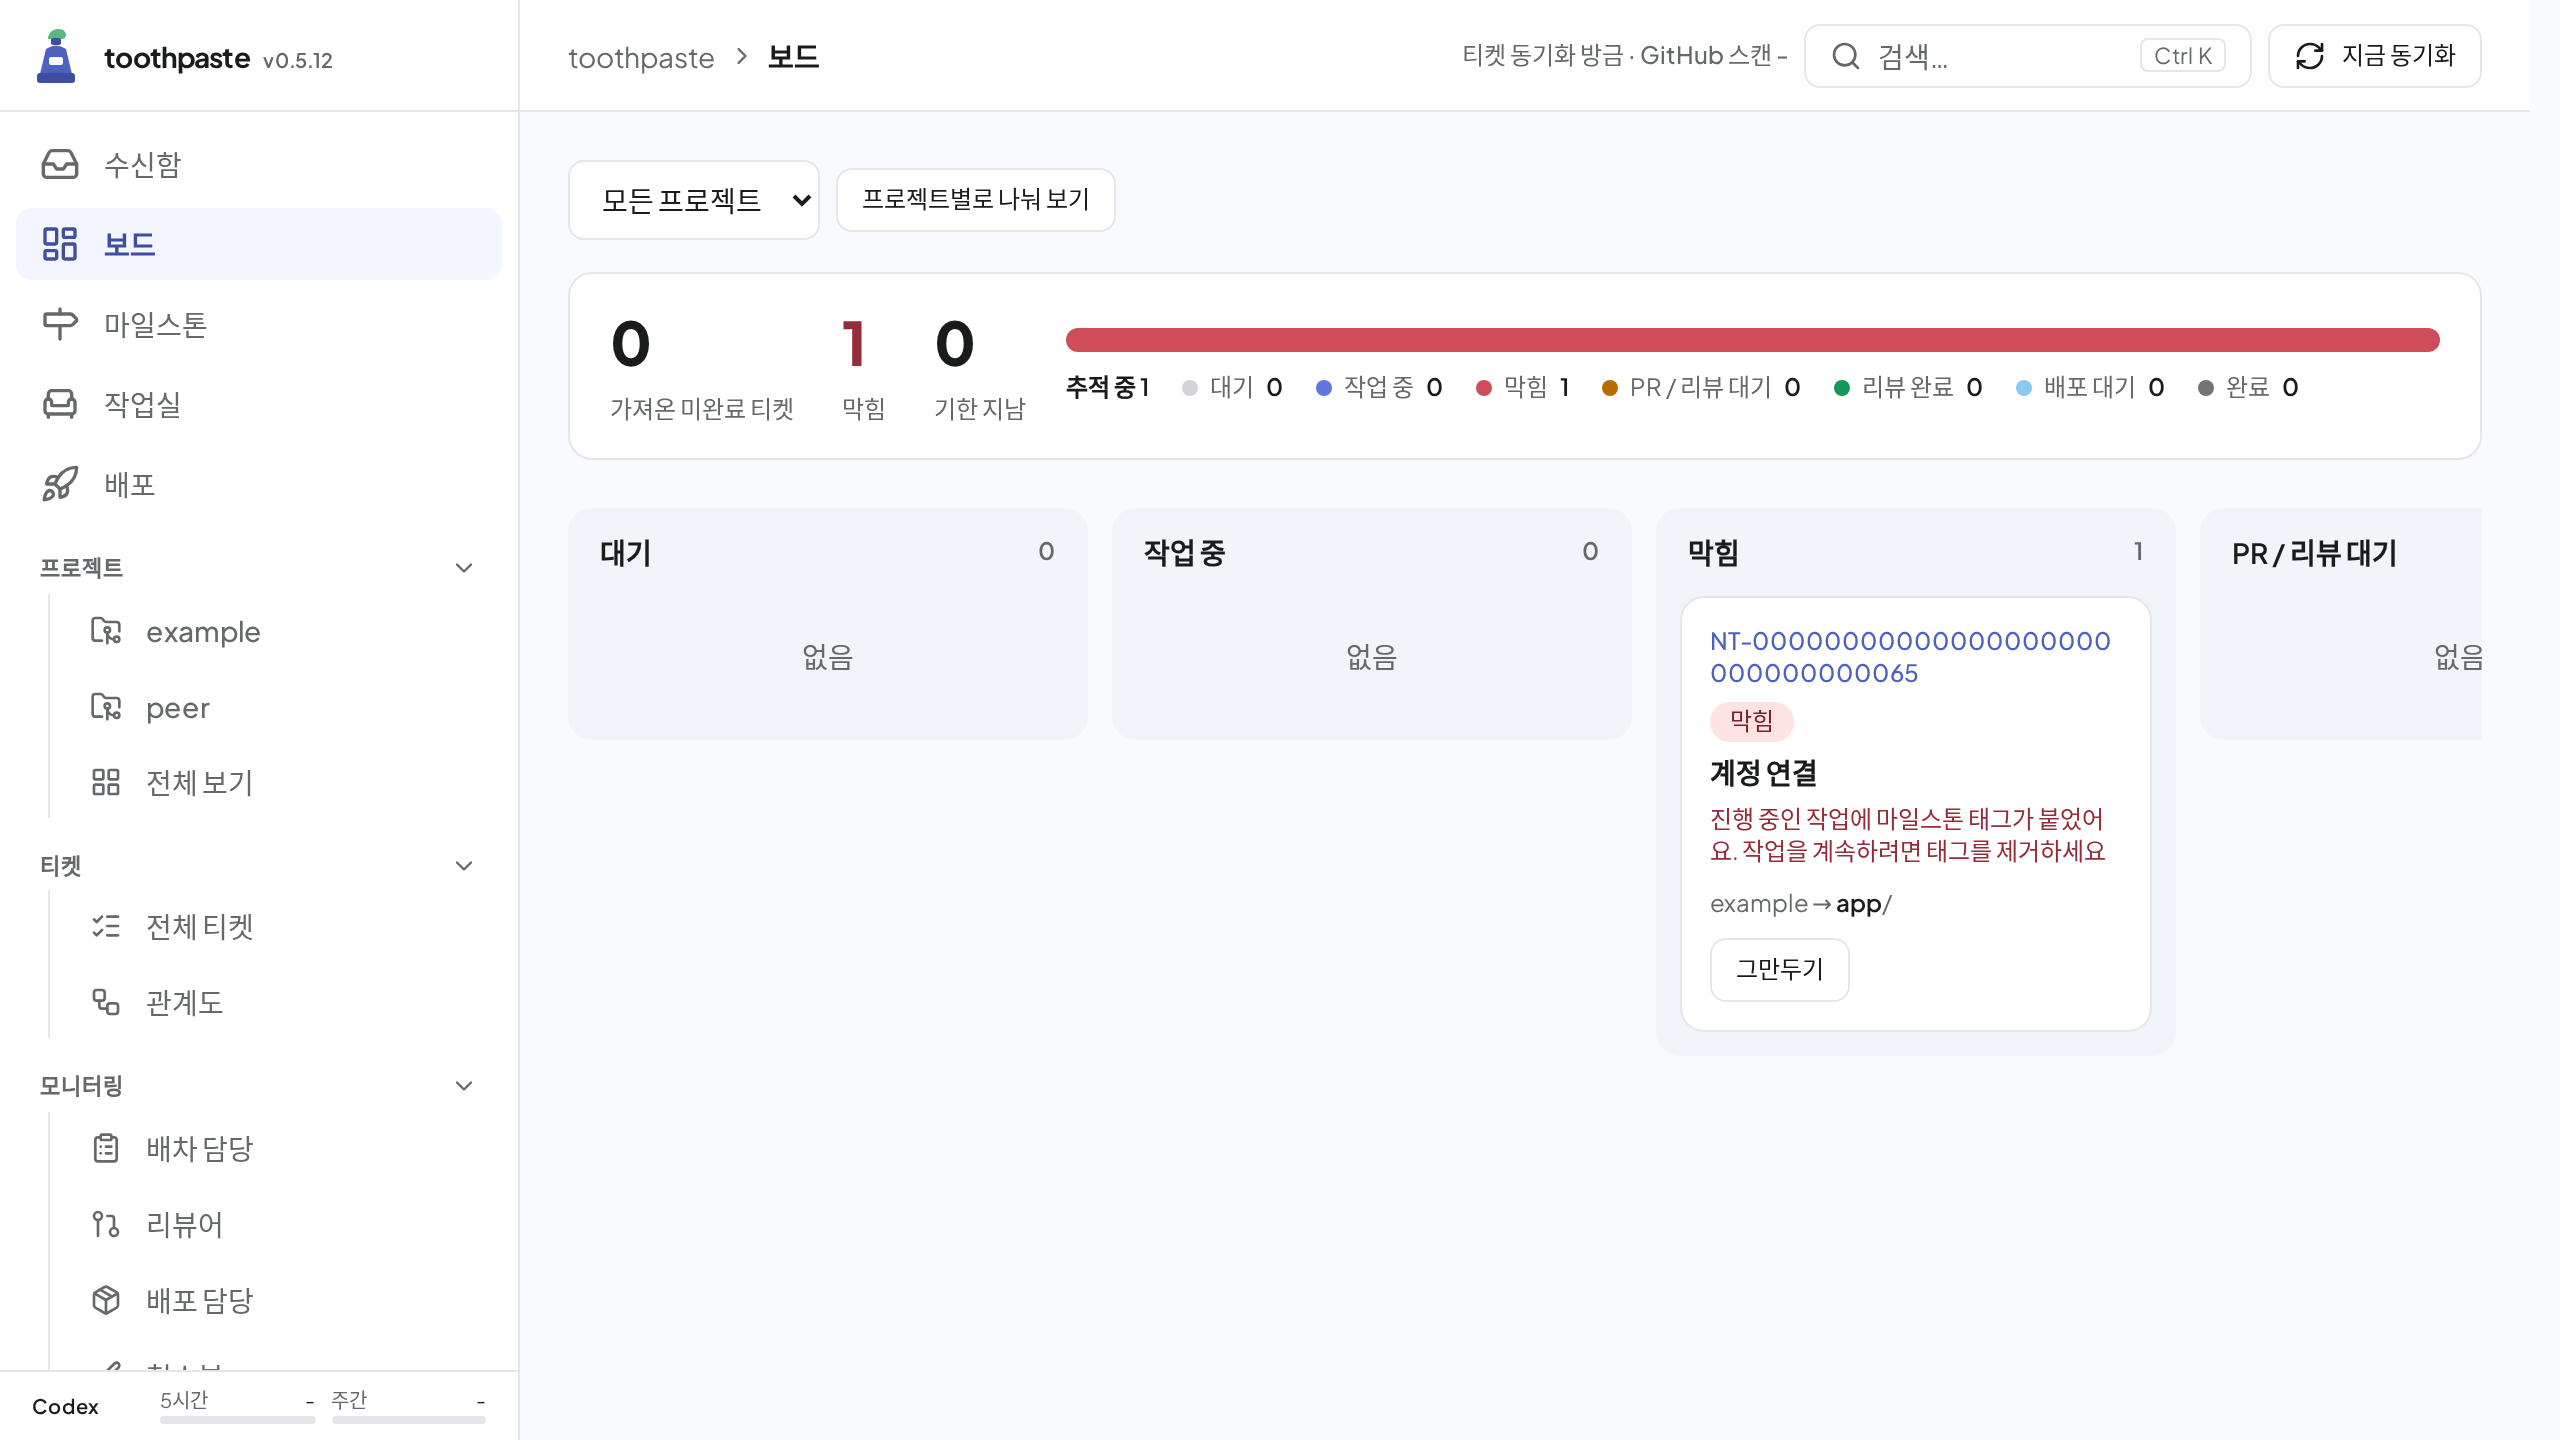 toothpaste v0.5.12
toothpaste > 보드
티켓 동기화 방금 · GitHub 스캔 -
검색...
Ctrl K
지금 동기화
수신함
보드
마일스톤
작업실
배포
프로젝트
example
peer
전체 보기
티켓
전체 티켓
관계도
모니터링
배차 담당
리뷰어
배포 담당
Codex
5시간 -
주간 -
모든 프로젝트
프로젝트별로 나눠 보기
0
가져온 미완료 티켓
1
막힘
0
기한 지남
추적 중 1 대기 0 작업 중 0 막힘 1 PR / 리뷰 대기 0 리뷰 완료 0 배포 대기 0 완료 0
대기 0
없음
작업 중 0
없음
막힘 1
NT-00000000000000000000
000000000065
막힘
계정 연결
진행 중인 작업에 마일스톤 태그가 붙었어
요. 작업을 계속하려면 태그를 제거하세요
example → app/
그만두기
PR / 리뷰 대기
없음